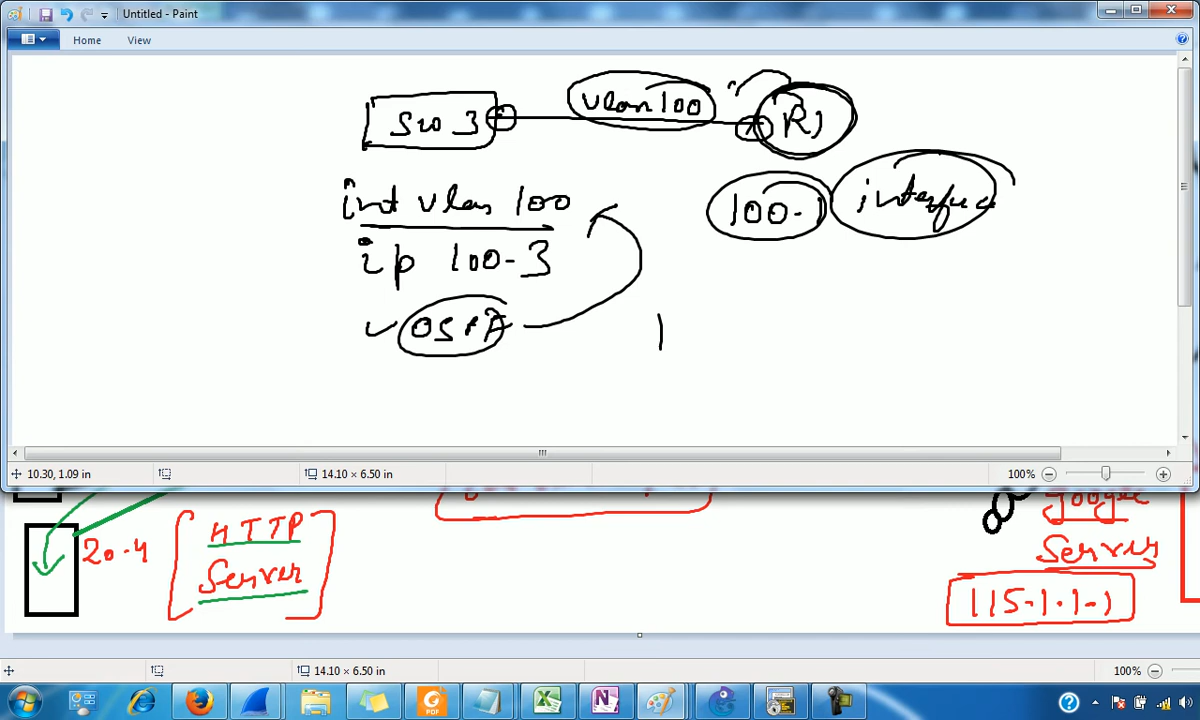 Untitled - Paint
Home
View
vlan 100
SW 3
R1
int vlan 100
100.1
interface
ip 100.3
OSPF
10.30, 1.09 in
14.10 × 6.50 in
100%
Google
HTTP
Server
20.4
Server
115.1.1.1
14.10 × 6.50 in
100%
PDF